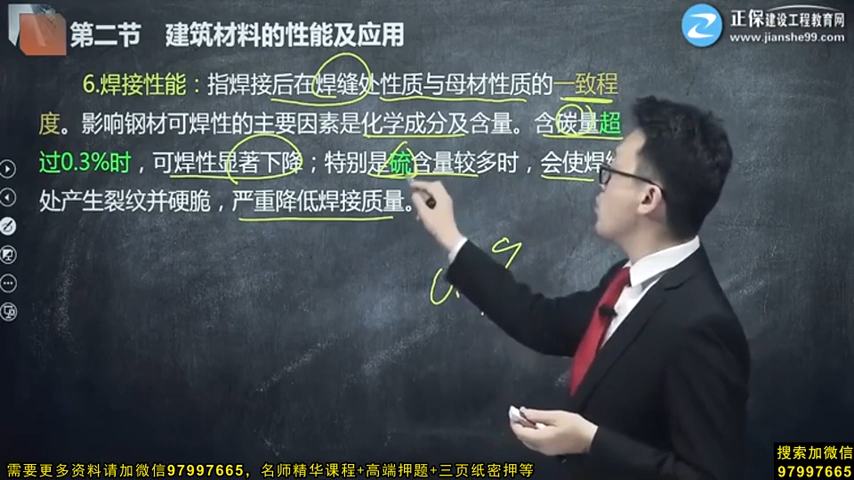 第二节 建筑材料的性能及应用
正保建设工程教育网
www.jianshe99.com
6.焊接性能：指焊接后在焊缝处性质与母材性质的一致程
度。影响钢材可焊性的主要因素是化学成分及含量。含碳量超
过0.3%时，可焊性显著下降；特别是硫含量较多时，会使焊
处产生裂纹并硬脆，严重降低焊接质量。
需要更多资料请加微信97997665，名师精华课程+高端押题+三页纸密押等
搜索加微信
97997665